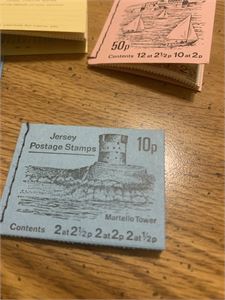 50p
Contents 12 at 2½p 10 at 2p
Jersey
Postage Stamps
10p
Martello Tower
Contents 2 at 2½p 2 at 2p 2 at ½p